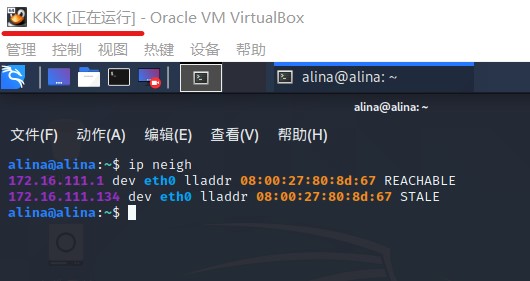 KKK [正在运行] - Oracle VM VirtualBox
管理 控制 视图 热键 设备 帮助
alina@alina: ~
alina@alina: ~
文件(F) 动作(A) 编辑(E) 查看(V) 帮助(H)
alina@alina:~$ ip neigh
172.16.111.1 dev eth0 lladdr 08:00:27:80:8d:67 REACHABLE
172.16.111.134 dev eth0 lladdr 08:00:27:80:8d:67 STALE
alina@alina:~$